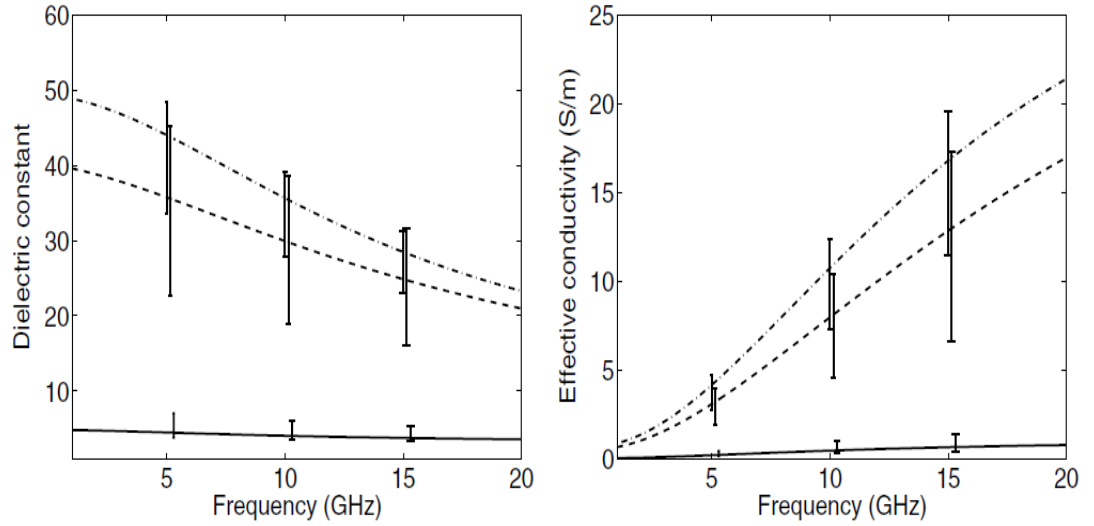 60
50
40
30
20
10
5 10 15 20
Frequency (GHz)
Dielectric constant
25
20
15
10
5
0
5 10 15 20
Frequency (GHz)
Effective conductivity (S/m)